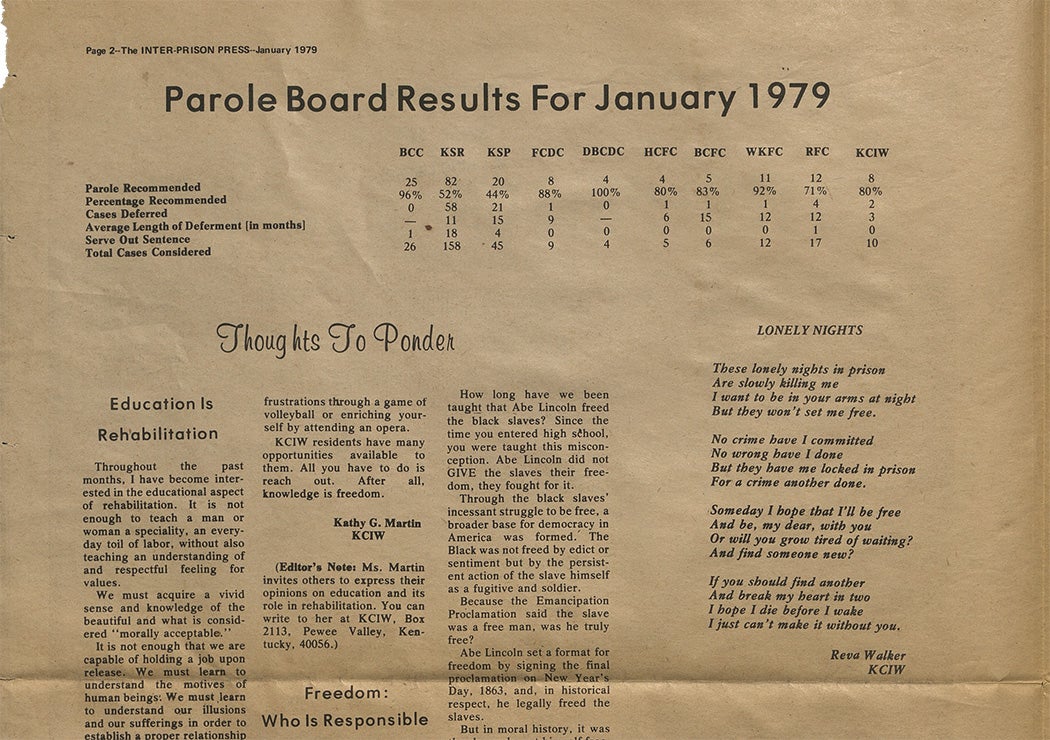 Page 2--The INTER-PRISON PRESS--January 1979
Parole Board Results For January 1979
BCC KSR KSP FCDC DBCDC HCFC BCFC WKFC RFC KCIW
Parole Recommended 25 82 20 8 4 4 5 11 12 8
Percentage Recommended 96% 52% 44% 88% 100% 80% 83% 92% 71% 80%
Cases Deferred 0 58 21 1 0 1 1 1 4 2
Average Length of Deferment [in months] — 11 15 9 — 6 15 12 12 3
Serve Out Sentence 1 18 4 0 0 0 0 0 1 0
Total Cases Considered 26 158 45 9 4 5 6 12 17 10
Thoughts To Ponder
Education Is
Rehabilitation
Throughout the past
months, I have become inter-
ested in the educational aspect
of rehabilitation. It is not
enough to teach a man or
woman a speciality, an every-
day toil of labor, without also
teaching an understanding of
and respectful feeling for
values.
We must acquire a vivid
sense and knowledge of the
beautiful and what is consid-
ered "morally acceptable."
It is not enough that we are
capable of holding a job upon
release. We must learn to
understand the motives of
human beings. We must learn
to understand our illusions
and our sufferings in order to
establish a proper relationship
frustrations through a game of
volleyball or enriching your-
self by attending an opera.
KCIW residents have many
opportunities available to
them. All you have to do is
reach out. After all,
knowledge is freedom.
Kathy G. Martin
KCIW
(Editor's Note: Ms. Martin
invites others to express their
opinions on education and its
role in rehabilitation. You can
write to her at KCIW, Box
2113, Pewee Valley, Ken-
tucky, 40056.)
Freedom:
Who Is Responsible
How long have we been
taught that Abe Lincoln freed
the black slaves? Since the
time you entered high school,
you were taught this miscon-
ception. Abe Lincoln did not
GIVE the slaves their free-
dom, they fought for it.
Through the black slaves'
incessant struggle to be free, a
broader base for democracy in
America was formed. The
Black was not freed by edict or
sentiment but by the persist-
ent action of the slave himself
as a fugitive and soldier.
Because the Emancipation
Proclamation said the slave
was a free man, was he truly
free?
Abe Lincoln set a format for
freedom by signing the final
proclamation on New Year's
Day, 1863, and, in historical
respect, he legally freed the
slaves.
But in moral history, it was
LONELY NIGHTS
These lonely nights in prison
Are slowly killing me
I want to be in your arms at night
But they won't set me free.
No crime have I committed
No wrong have I done
But they have me locked in prison
For a crime another done.
Someday I hope that I'll be free
And be, my dear, with you
Or will you grow tired of waiting?
And find someone new?
If you should find another
And break my heart in two
I hope I die before I wake
I just can't make it without you.
Reva Walker
KCIW